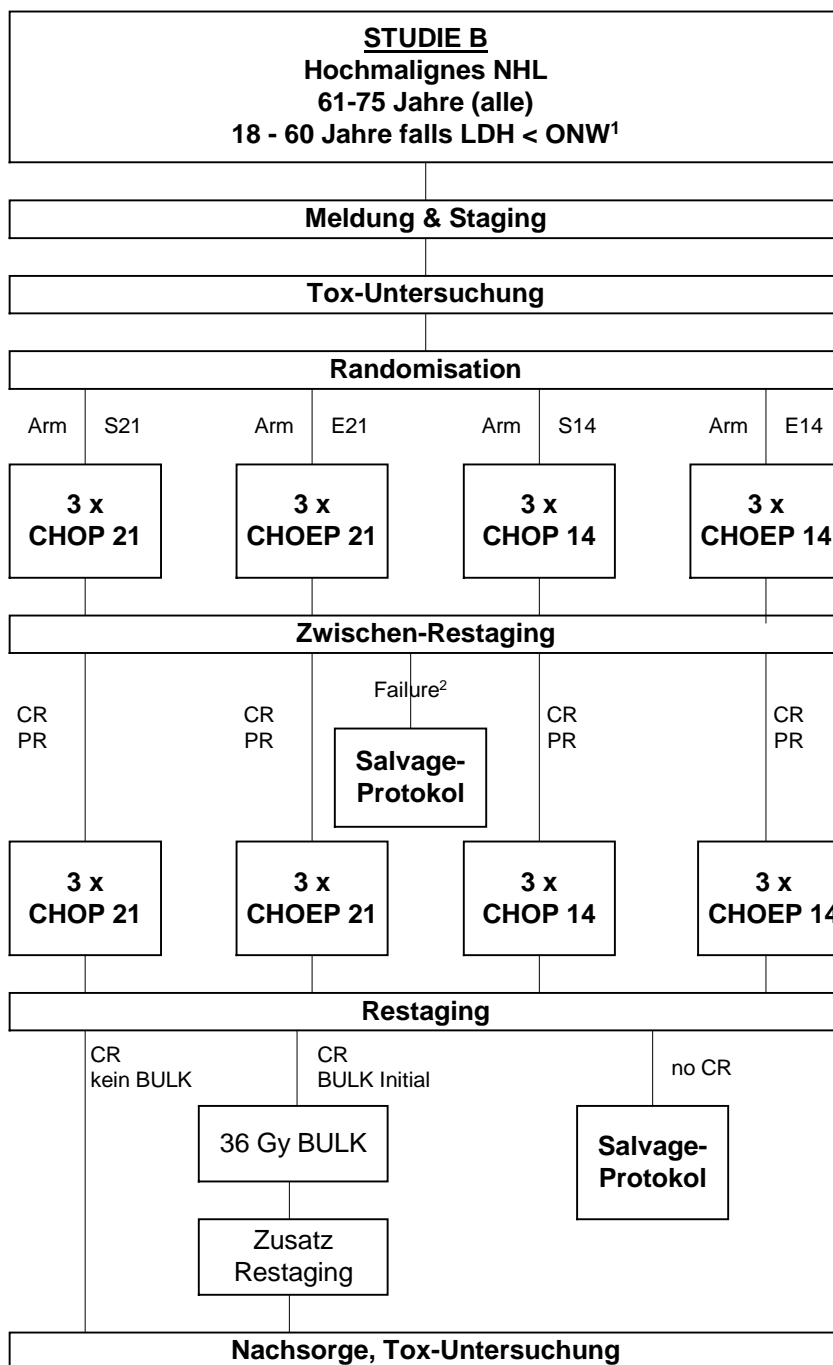 STUDIE B
Hochmalignes NHL
61-75 Jahre (alle)
18 - 60 Jahre falls LDH < ONW¹
Meldung & Staging
Tox-Untersuchung
Randomisation
Arm S21 Arm E21 Arm S14 Arm E14
3 x 3 x 3 x 3 x
CHOP 21 CHOEP 21 CHOP 14 CHOEP 14
Zwischen-Restaging
Failure²
CR CR CR CR
PR PR PR PR
Salvage-
Protokol
3 x 3 x 3 x 3 x
CHOP 21 CHOEP 21 CHOP 14 CHOEP 14
Restaging
CR CR no CR
kein BULK BULK Initial
36 Gy BULK
Salvage-
Protokol
Zusatz
Restaging
Nachsorge, Tox-Untersuchung